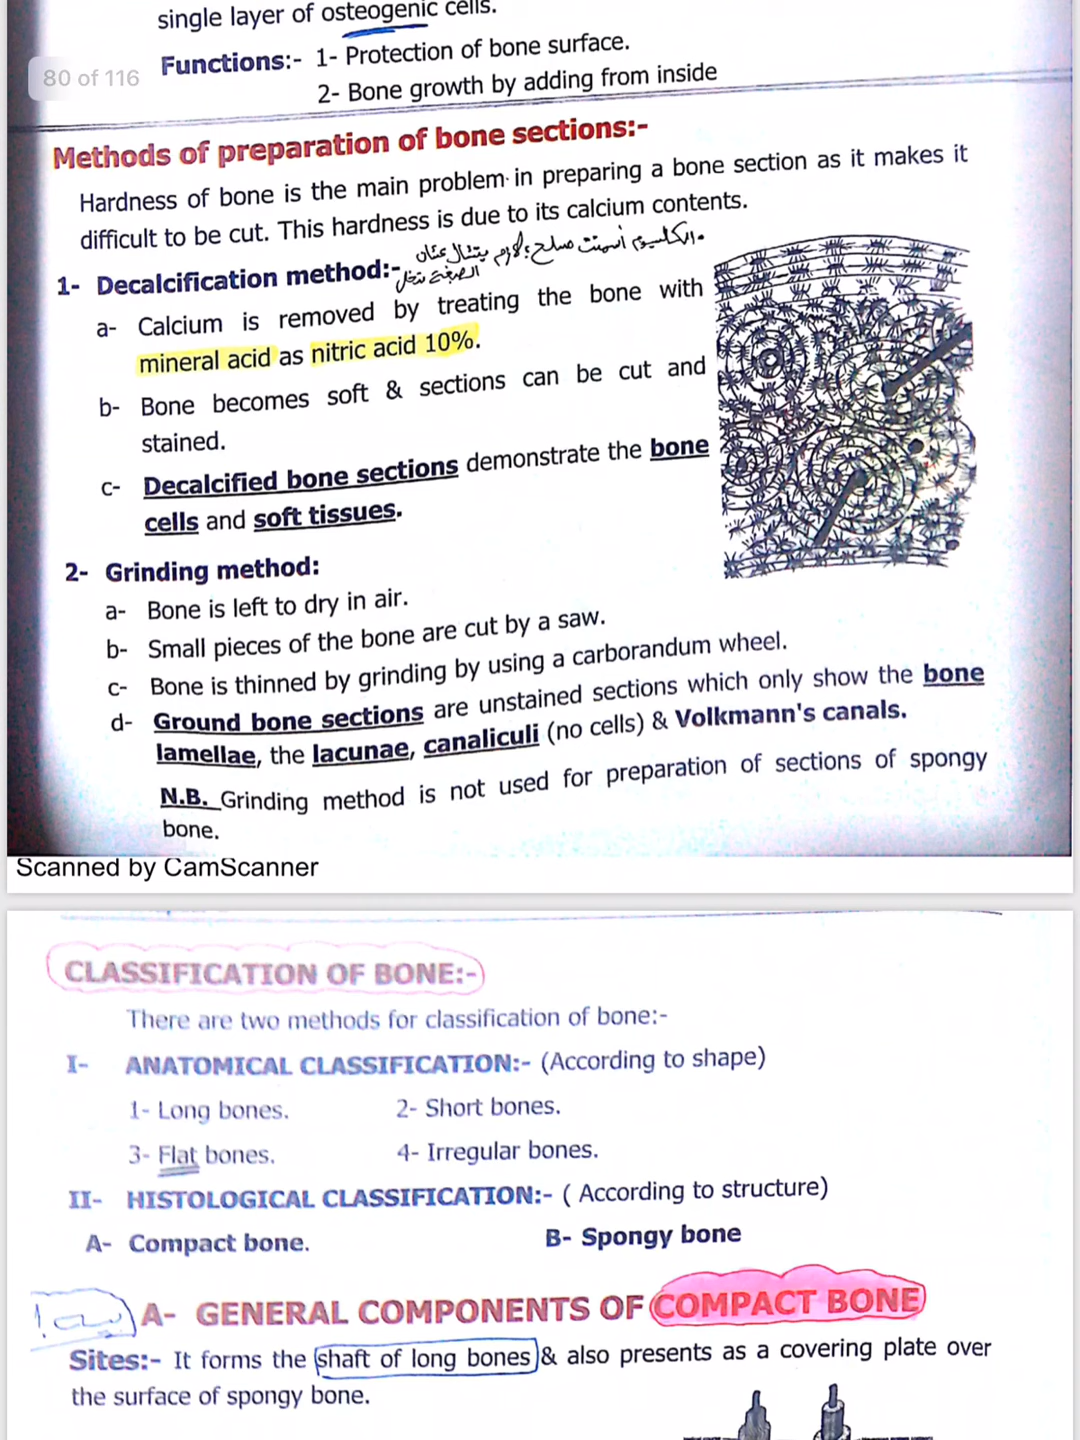 single layer of osteogenic cells.
80 of 116
Functions:- 1- Protection of bone surface.
2- Bone growth by adding from inside
Methods of preparation of bone sections:-
Hardness of bone is the main problem in preparing a bone section as it makes it
difficult to be cut. This hardness is due to its calcium contents.
الكالسيوم أسمنت مسلح، لازم يتشال عشان
الصبغة تدخل
1- Decalcification method:-
a- Calcium is removed by treating the bone with
mineral acid as nitric acid 10%.
b- Bone becomes soft & sections can be cut and
stained.
c- Decalcified bone sections demonstrate the bone
cells and soft tissues.
2- Grinding method:
a- Bone is left to dry in air.
b- Small pieces of the bone are cut by a saw.
c- Bone is thinned by grinding by using a carborandum wheel.
d- Ground bone sections are unstained sections which only show the bone
lamellae, the lacunae, canaliculi (no cells) & Volkmann's canals.
N.B. Grinding method is not used for preparation of sections of spongy
bone.
Scanned by CamScanner
CLASSIFICATION OF BONE:-
There are two methods for classification of bone:-
I- ANATOMICAL CLASSIFICATION:- (According to shape)
1- Long bones. 2- Short bones.
3- Flat bones. 4- Irregular bones.
II- HISTOLOGICAL CLASSIFICATION:- ( According to structure)
A- Compact bone. B- Spongy bone
A- GENERAL COMPONENTS OF COMPACT BONE
Sites:- It forms the shaft of long bones & also presents as a covering plate over
the surface of spongy bone.